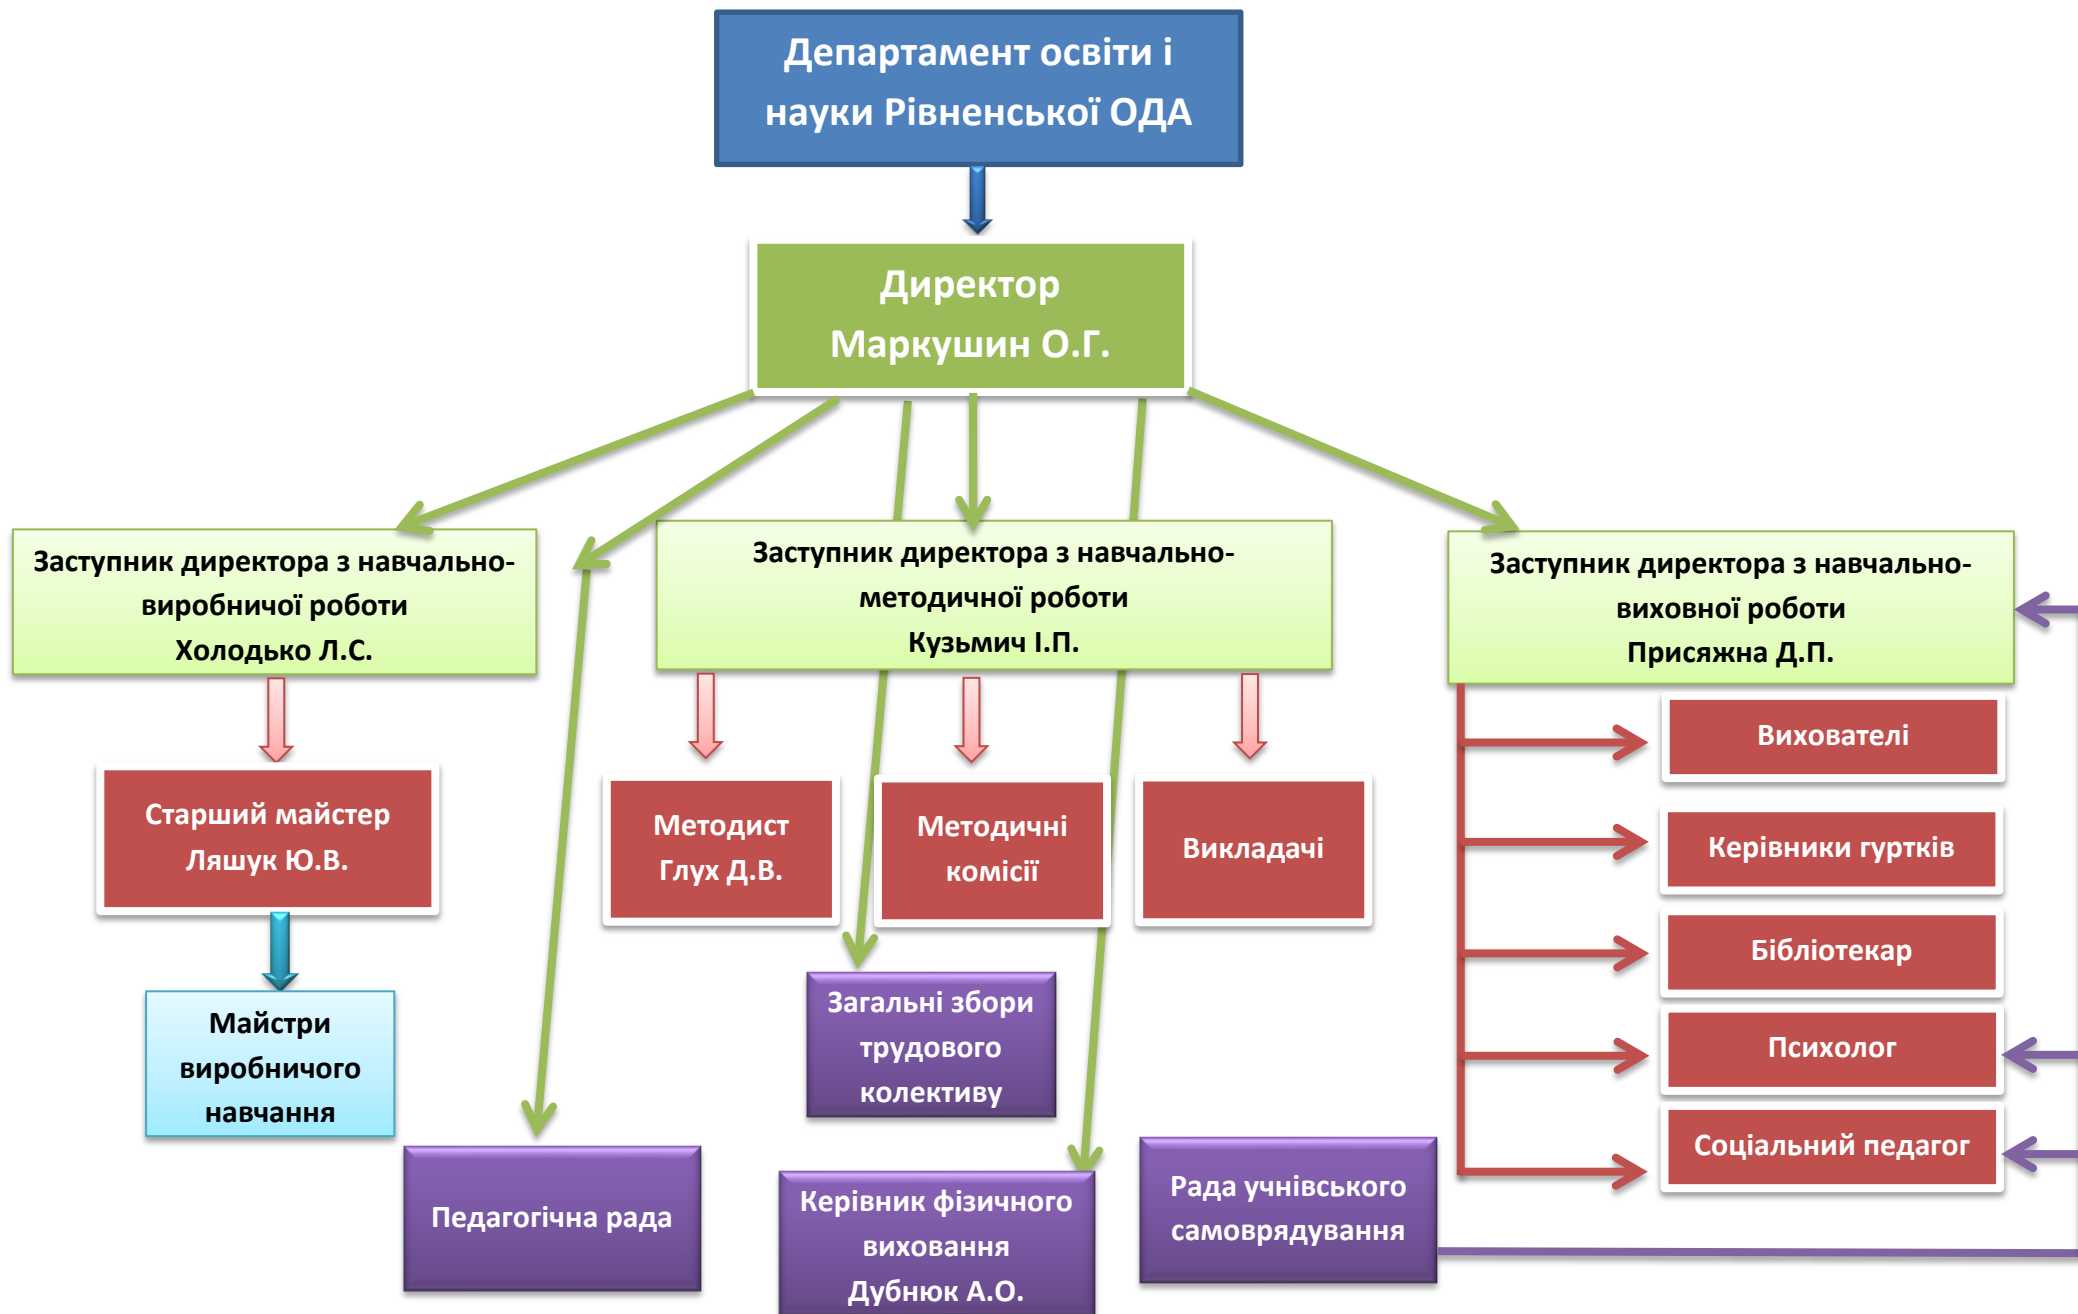 Департамент освіти і
науки Рівненської ОДА
Директор
Маркушин О.Г.
Заступник директора з навчально-
виробничої роботи
Холодько Л.С.
Заступник директора з навчально-
методичної роботи
Кузьмич І.П.
Заступник директора з навчально-
виховної роботи
Присяжна Д.П.
Старший майстер
Ляшук Ю.В.
Методист
Глух Д.В.
Методичні
комісії
Викладачі
Вихователі
Керівники гуртків
Бібліотекар
Психолог
Соціальний педагог
Майстри
виробничого
навчання
Загальні збори
трудового
колективу
Педагогічна рада
Керівник фізичного
виховання
Дубнюк А.О.
Рада учнівського
самоврядування